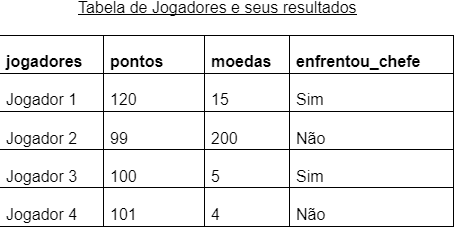 Tabela de Jogadores e seus resultados
jogadores pontos moedas enfrentou_chefe
Jogador 1 120 15 Sim
Jogador 2 99 200 Não
Jogador 3 100 5 Sim
Jogador 4 101 4 Não